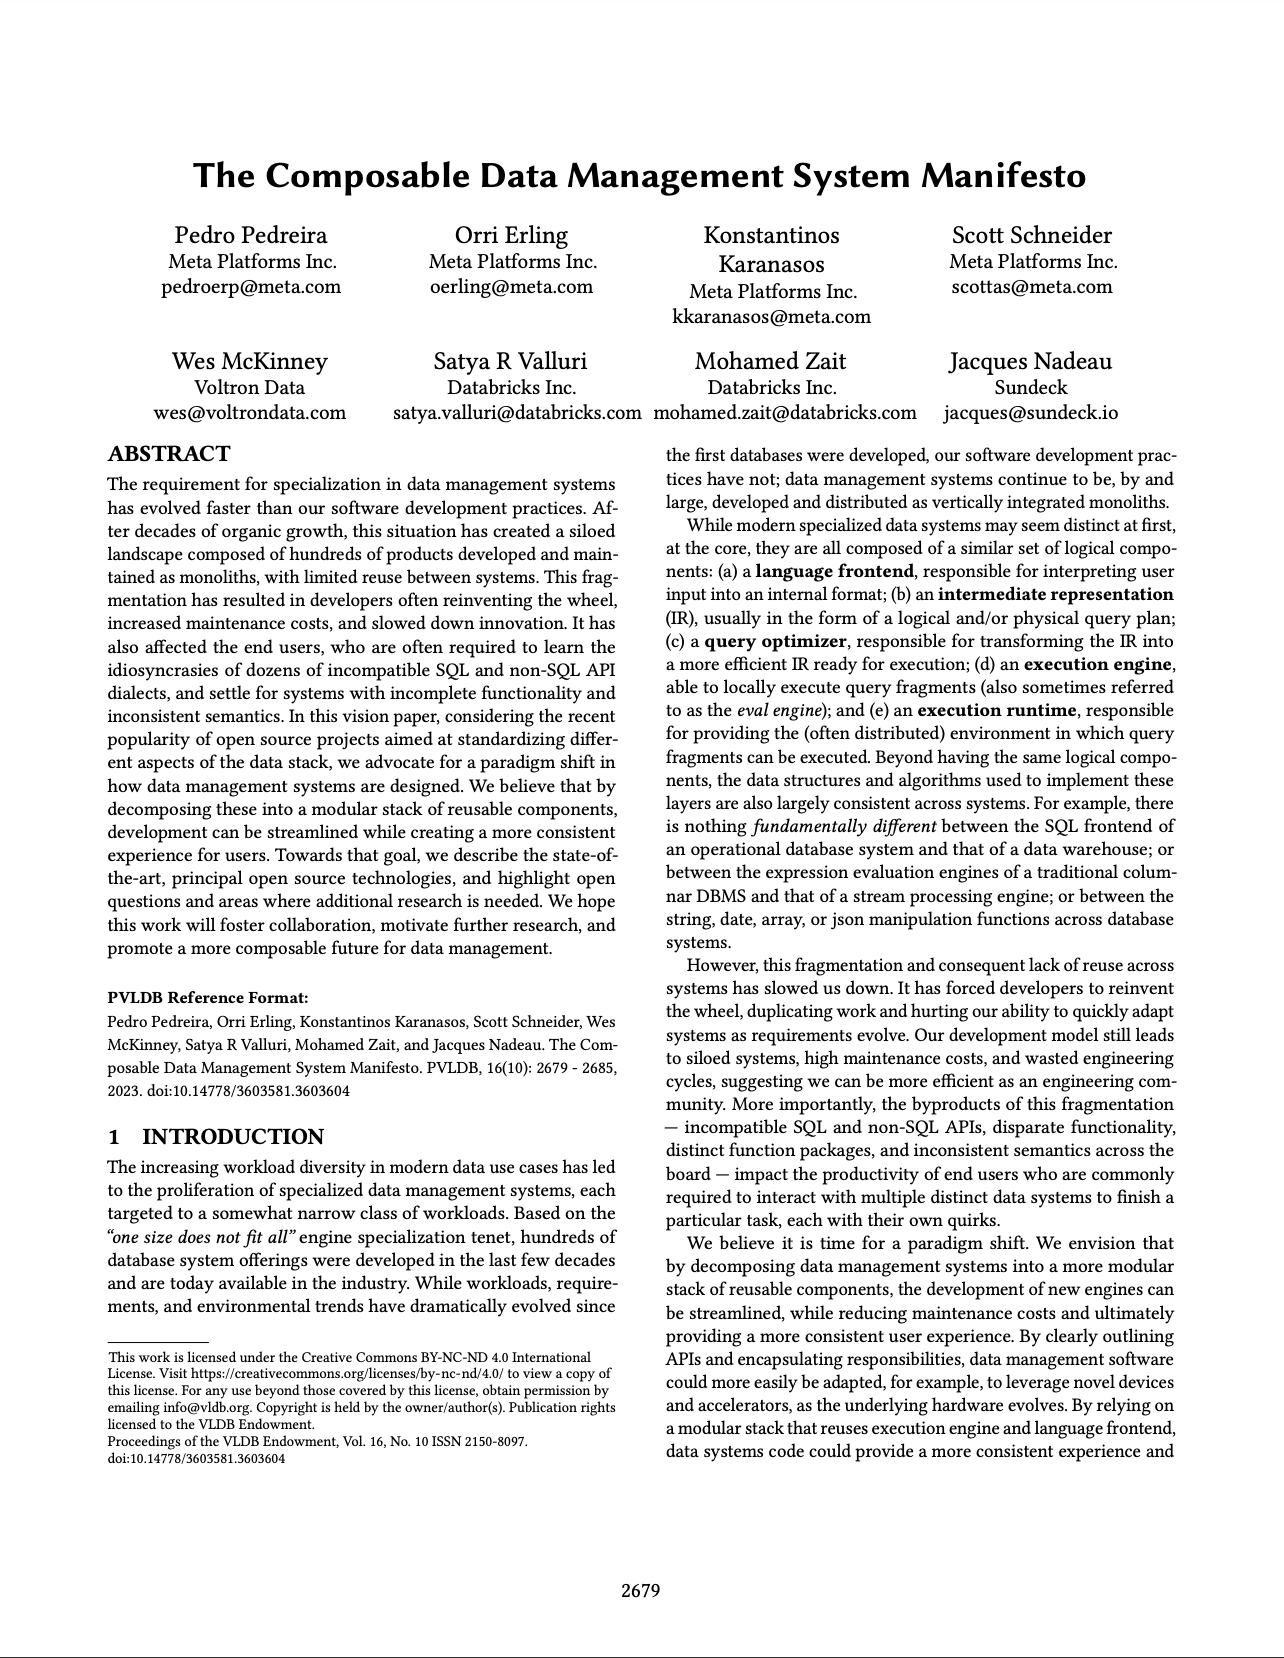 The Composable Data Management System Manifesto
Pedro Pedreira
Meta Platforms Inc.
pedroerp@meta.com
Orri Erling
Meta Platforms Inc.
oerling@meta.com
Konstantinos
Karanasos
Meta Platforms Inc.
kkaranasos@meta.com
Scott Schneider
Meta Platforms Inc.
scottas@meta.com
Wes McKinney
Voltron Data
wes@voltrondata.com
Satya R Valluri
Databricks Inc.
satya.valluri@databricks.com
Mohamed Zait
Databricks Inc.
mohamed.zait@databricks.com
Jacques Nadeau
Sundeck
jacques@sundeck.io
ABSTRACT
The requirement for specialization in data management systems
has evolved faster than our software development practices. Af-
ter decades of organic growth, this situation has created a siloed
landscape composed of hundreds of products developed and main-
tained as monoliths, with limited reuse between systems. This frag-
mentation has resulted in developers often reinventing the wheel,
increased maintenance costs, and slowed down innovation. It has
also affected the end users, who are often required to learn the
idiosyncrasies of dozens of incompatible SQL and non-SQL API
dialects, and settle for systems with incomplete functionality and
inconsistent semantics. In this vision paper, considering the recent
popularity of open source projects aimed at standardizing differ-
ent aspects of the data stack, we advocate for a paradigm shift in
how data management systems are designed. We believe that by
decomposing these into a modular stack of reusable components,
development can be streamlined while creating a more consistent
experience for users. Towards that goal, we describe the state-of-
the-art, principal open source technologies, and highlight open
questions and areas where additional research is needed. We hope
this work will foster collaboration, motivate further research, and
promote a more composable future for data management.
PVLDB Reference Format:
Pedro Pedreira, Orri Erling, Konstantinos Karanasos, Scott Schneider, Wes
McKinney, Satya R Valluri, Mohamed Zait, and Jacques Nadeau. The Com-
posable Data Management System Manifesto. PVLDB, 16(10): 2679 - 2685,
2023. doi:10.14778/3603581.3603604
1 INTRODUCTION
The increasing workload diversity in modern data use cases has led
to the proliferation of specialized data management systems, each
targeted to a somewhat narrow class of workloads. Based on the
“one size does not fit all” engine specialization tenet, hundreds of
database system offerings were developed in the last few decades
and are today available in the industry. While workloads, require-
ments, and environmental trends have dramatically evolved since
This work is licensed under the Creative Commons BY-NC-ND 4.0 International
License. Visit https://creativecommons.org/licenses/by-nc-nd/4.0/ to view a copy of
this license. For any use beyond those covered by this license, obtain permission by
emailing info@vldb.org. Copyright is held by the owner/author(s). Publication rights
licensed to the VLDB Endowment.
Proceedings of the VLDB Endowment, Vol. 16, No. 10 ISSN 2150-8097.
doi:10.14778/3603581.3603604
the first databases were developed, our software development prac-
tices have not; data management systems continue to be, by and
large, developed and distributed as vertically integrated monoliths.
While modern specialized data systems may seem distinct at first,
at the core, they are all composed of a similar set of logical compo-
nents: (a) a language frontend, responsible for interpreting user
input into an internal format; (b) an intermediate representation
(IR), usually in the form of a logical and/or physical query plan;
(c) a query optimizer, responsible for transforming the IR into
a more efficient IR ready for execution; (d) an execution engine,
able to locally execute query fragments (also sometimes referred
to as the eval engine); and (e) an execution runtime, responsible
for providing the (often distributed) environment in which query
fragments can be executed. Beyond having the same logical compo-
nents, the data structures and algorithms used to implement these
layers are also largely consistent across systems. For example, there
is nothing fundamentally different between the SQL frontend of
an operational database system and that of a data warehouse; or
between the expression evaluation engines of a traditional colum-
nar DBMS and that of a stream processing engine; or between the
string, date, array, or json manipulation functions across database
systems.
However, this fragmentation and consequent lack of reuse across
systems has slowed us down. It has forced developers to reinvent
the wheel, duplicating work and hurting our ability to quickly adapt
systems as requirements evolve. Our development model still leads
to siloed systems, high maintenance costs, and wasted engineering
cycles, suggesting we can be more efficient as an engineering com-
munity. More importantly, the byproducts of this fragmentation
— incompatible SQL and non-SQL APIs, disparate functionality,
distinct function packages, and inconsistent semantics across the
board — impact the productivity of end users who are commonly
required to interact with multiple distinct data systems to finish a
particular task, each with their own quirks.
We believe it is time for a paradigm shift. We envision that
by decomposing data management systems into a more modular
stack of reusable components, the development of new engines can
be streamlined, while reducing maintenance costs and ultimately
providing a more consistent user experience. By clearly outlining
APIs and encapsulating responsibilities, data management software
could more easily be adapted, for example, to leverage novel devices
and accelerators, as the underlying hardware evolves. By relying on
a modular stack that reuses execution engine and language frontend,
data systems code could provide a more consistent experience and
2679